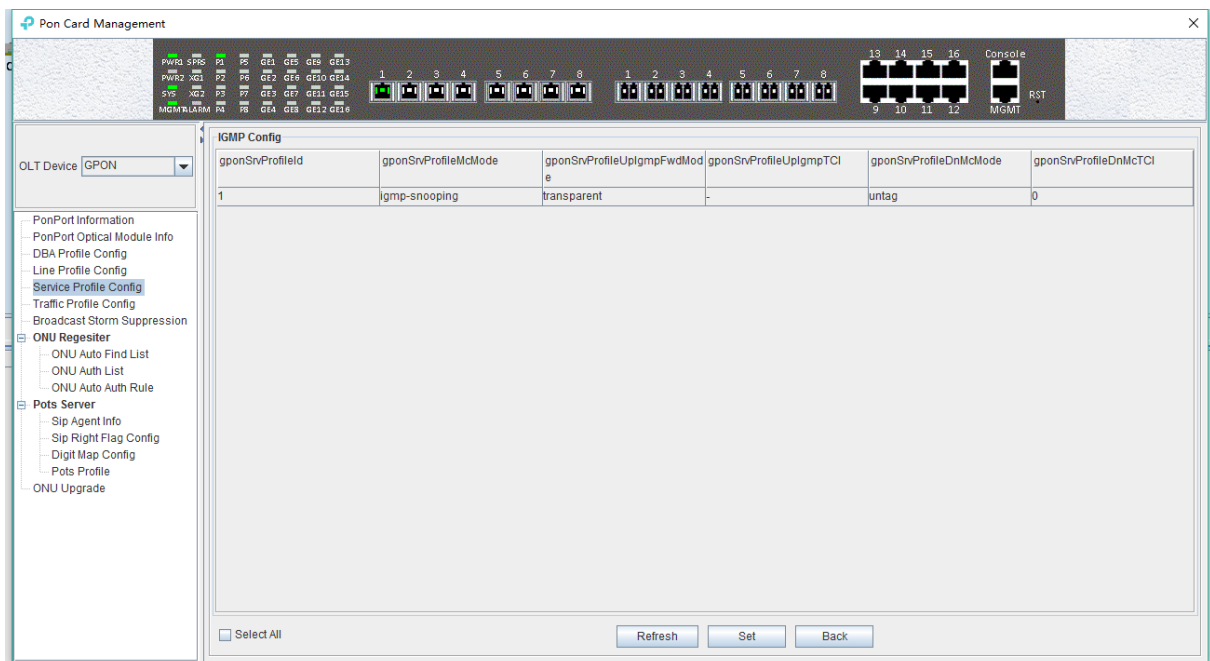 Pon Card Management
PWR1 SPRS P1 P5 GE1 GE5 GE9 GE13
PWR2 XG1 P2 P6 GE2 GE6 GE10 GE14
SYS XG2 P3 P7 GE3 GE7 GE11 GE15
MGMT ALARM P4 P8 GE4 GE8 GE12 GE16
1 2 3 4 5 6 7 8 1 2 3 4 5 6 7 8
13 14 15 16 Console
9 10 11 12 MGMT
RST
OLT Device GPON
PonPort Information
PonPort Optical Module Info
DBA Profile Config
Line Profile Config
Service Profile Config
Traffic Profile Config
Broadcast Storm Suppression
ONU Regesiter
ONU Auto Find List
ONU Auth List
ONU Auto Auth Rule
Pots Server
Sip Agent Info
Sip Right Flag Config
Digit Map Config
Pots Profile
ONU Upgrade
IGMP Config
gponSrvProfileId gponSrvProfileMcMode gponSrvProfileUpIgmpFwdMod gponSrvProfileUpIgmpTCI gponSrvProfileDnMcMode gponSrvProfileDnMcTCI
e
1 igmp-snooping transparent - untag 0
Select All Refresh Set Back